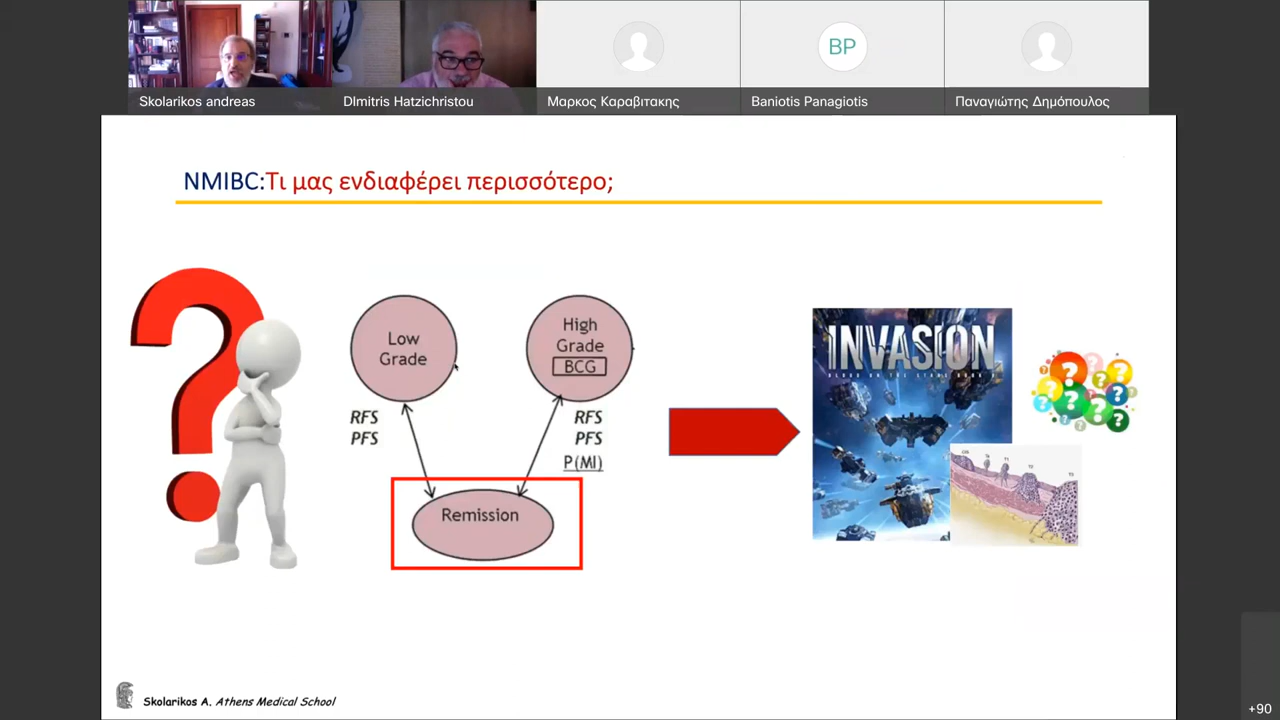 Skolarikos andreas
DImitris Hatzichristou
Μαρκος Καραβιτακης
BP
Baniotis Panagiotis
Παναγιώτης Δημόπουλος
NMIBC:Τι μας ενδιαφέρει περισσότερο;
Low
Grade
High
Grade
BCG
RFS
PFS
RFS
PFS
P(MI)
Remission
INVASION
Skolarikos A. Athens Medical School
+90